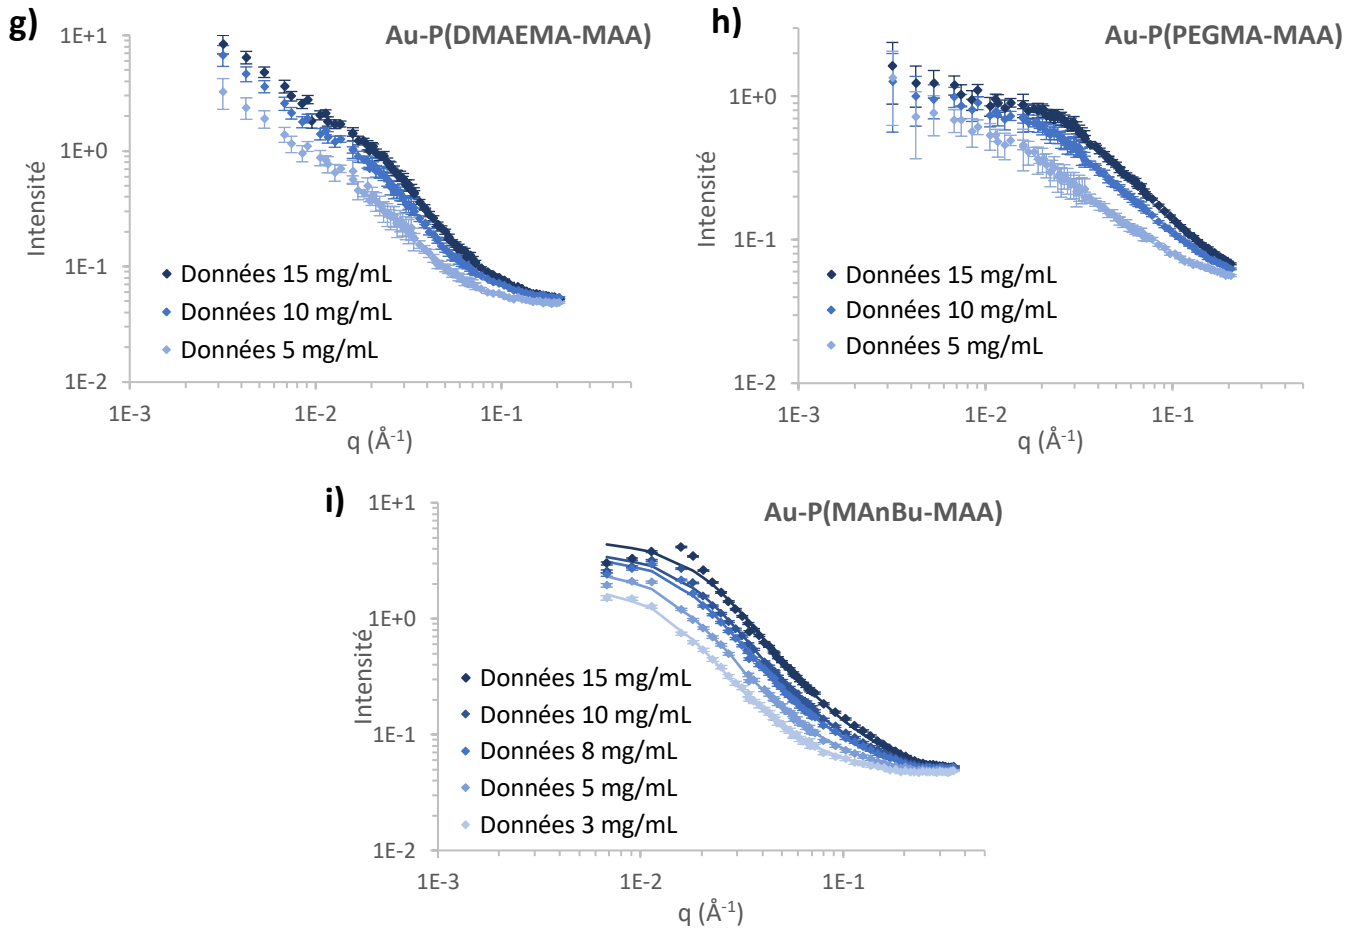 g)
Au-P(DMAEMA-MAA)
1E+1
1E+0
1E-1
1E-2
Intensité
Données 15 mg/mL
Données 10 mg/mL
Données 5 mg/mL
1E-3 1E-2 1E-1
q (Å-1)
h)
Au-P(PEGMA-MAA)
1E+0
1E-1
1E-2
Intensité
Données 15 mg/mL
Données 10 mg/mL
Données 5 mg/mL
1E-3 1E-2 1E-1
q (Å-1)
i)
Au-P(MAnBu-MAA)
1E+1
1E+0
1E-1
1E-2
Intensité
Données 15 mg/mL
Données 10 mg/mL
Données 8 mg/mL
Données 5 mg/mL
Données 3 mg/mL
1E-3 1E-2 1E-1
q (Å-1)